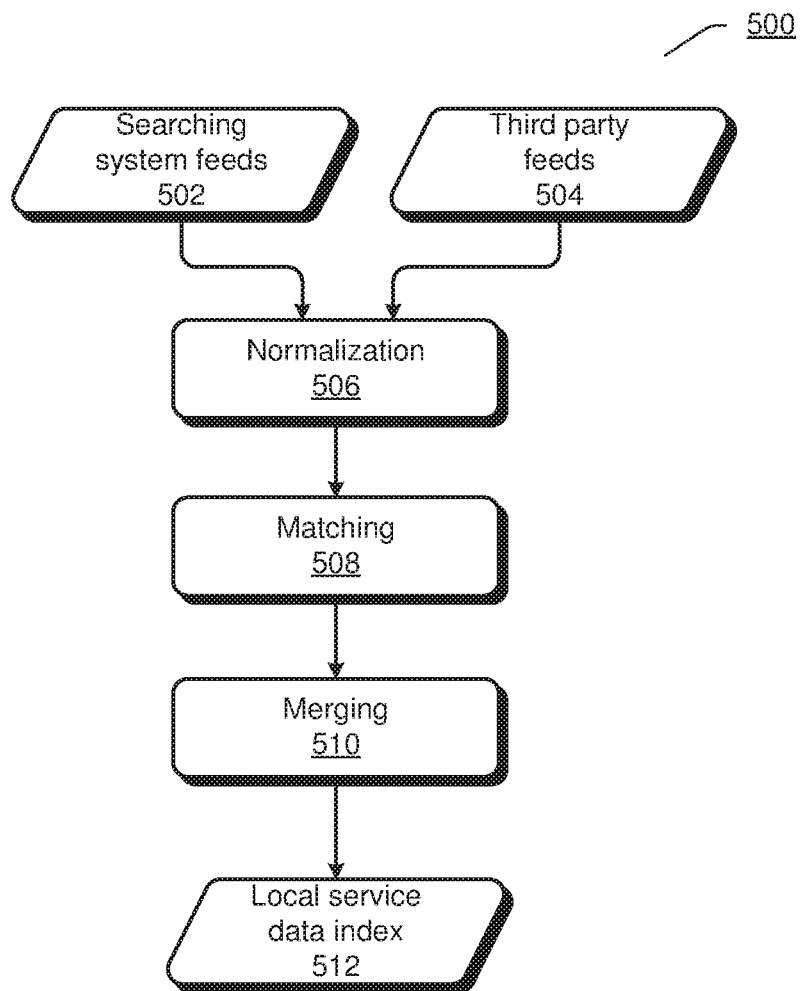 500
Searching
system feeds
502
Third party
feeds
504
Normalization
506
Matching
508
Merging
510
Local service
data index
512